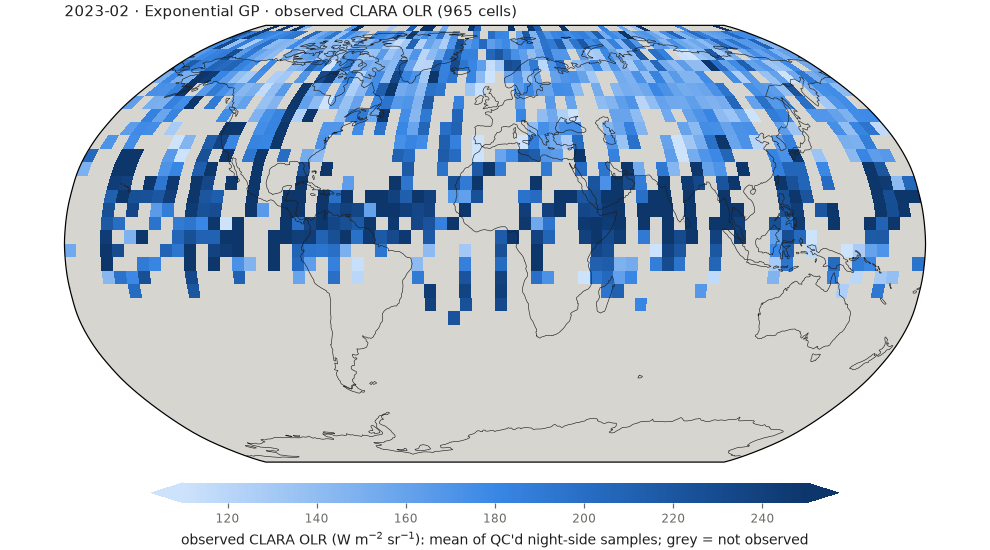 2023-02 · Exponential GP · observed CLARA OLR (965 cells)
120 140 160 180 200 220 240
observed CLARA OLR (W m⁻² sr⁻¹): mean of QC'd night-side samples; grey = not observed